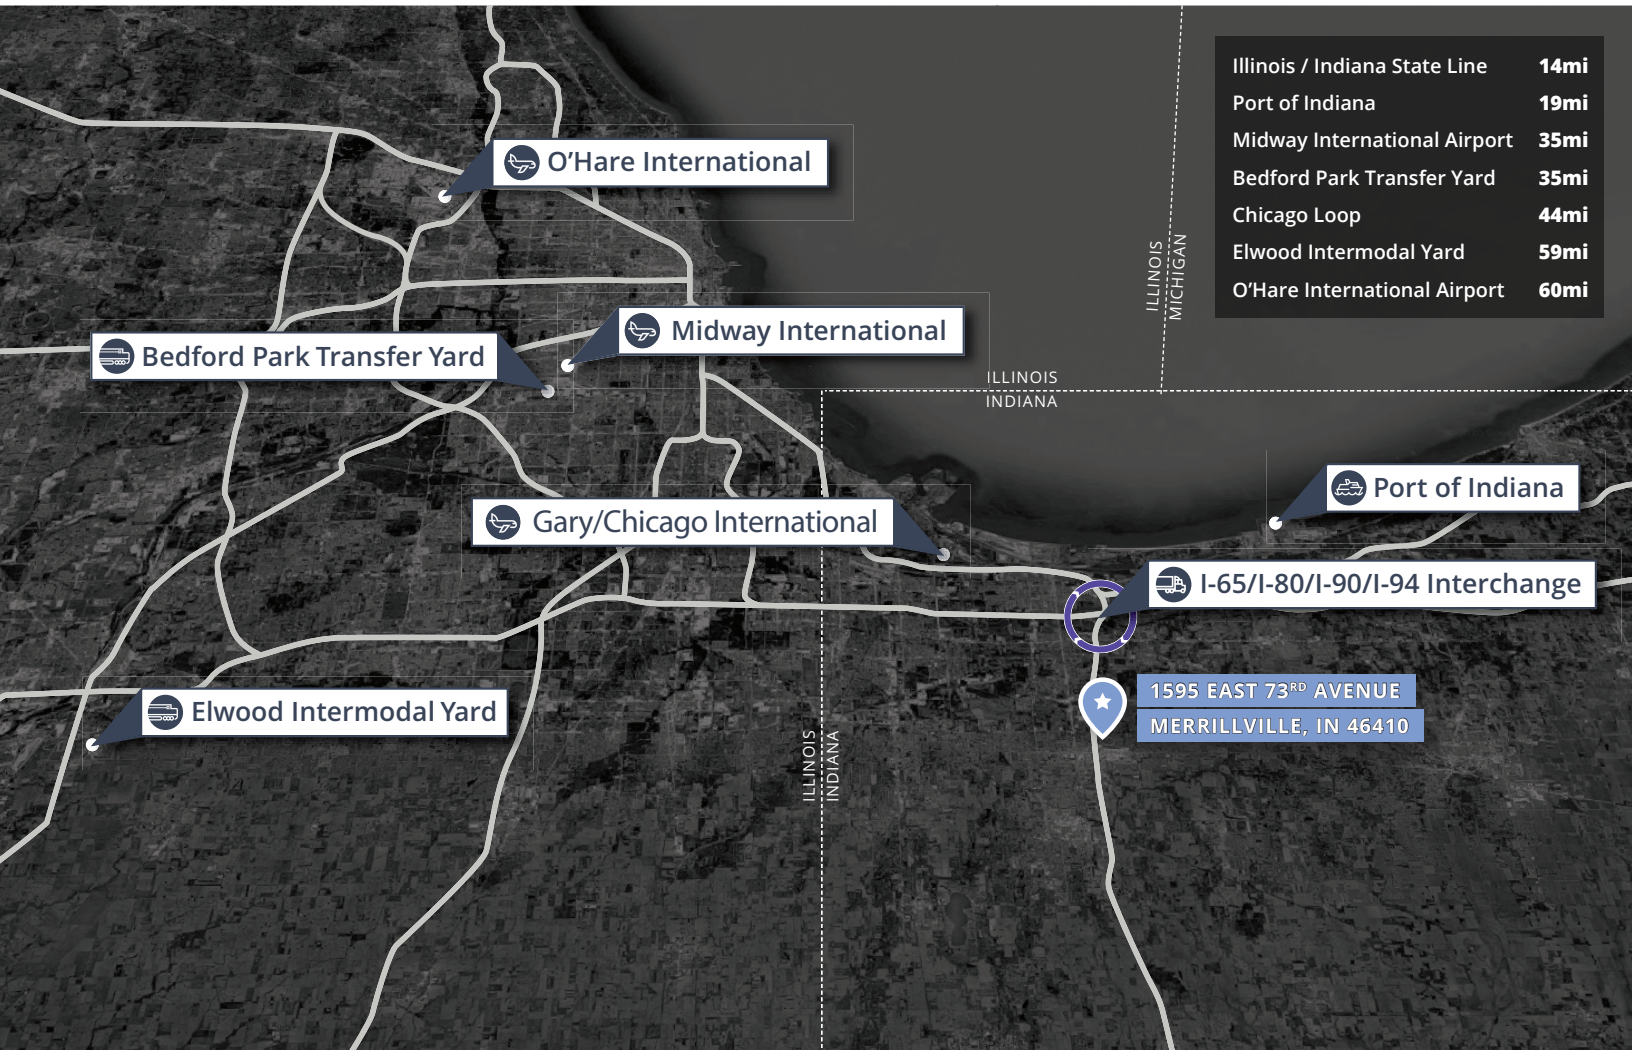 Illinois / Indiana State Line 14mi
Port of Indiana 19mi
Midway International Airport 35mi
Bedford Park Transfer Yard 35mi
Chicago Loop 44mi
Elwood Intermodal Yard 59mi
O’Hare International Airport 60mi
O’Hare International
ILLINOIS
MICHIGAN
Midway International
Bedford Park Transfer Yard
ILLINOIS
INDIANA
Port of Indiana
Gary/Chicago International
I-65/I-80/I-90/I-94 Interchange
1595 EAST 73RD AVENUE
MERRILLVILLE, IN 46410
Elwood Intermodal Yard
ILLINOIS
INDIANA